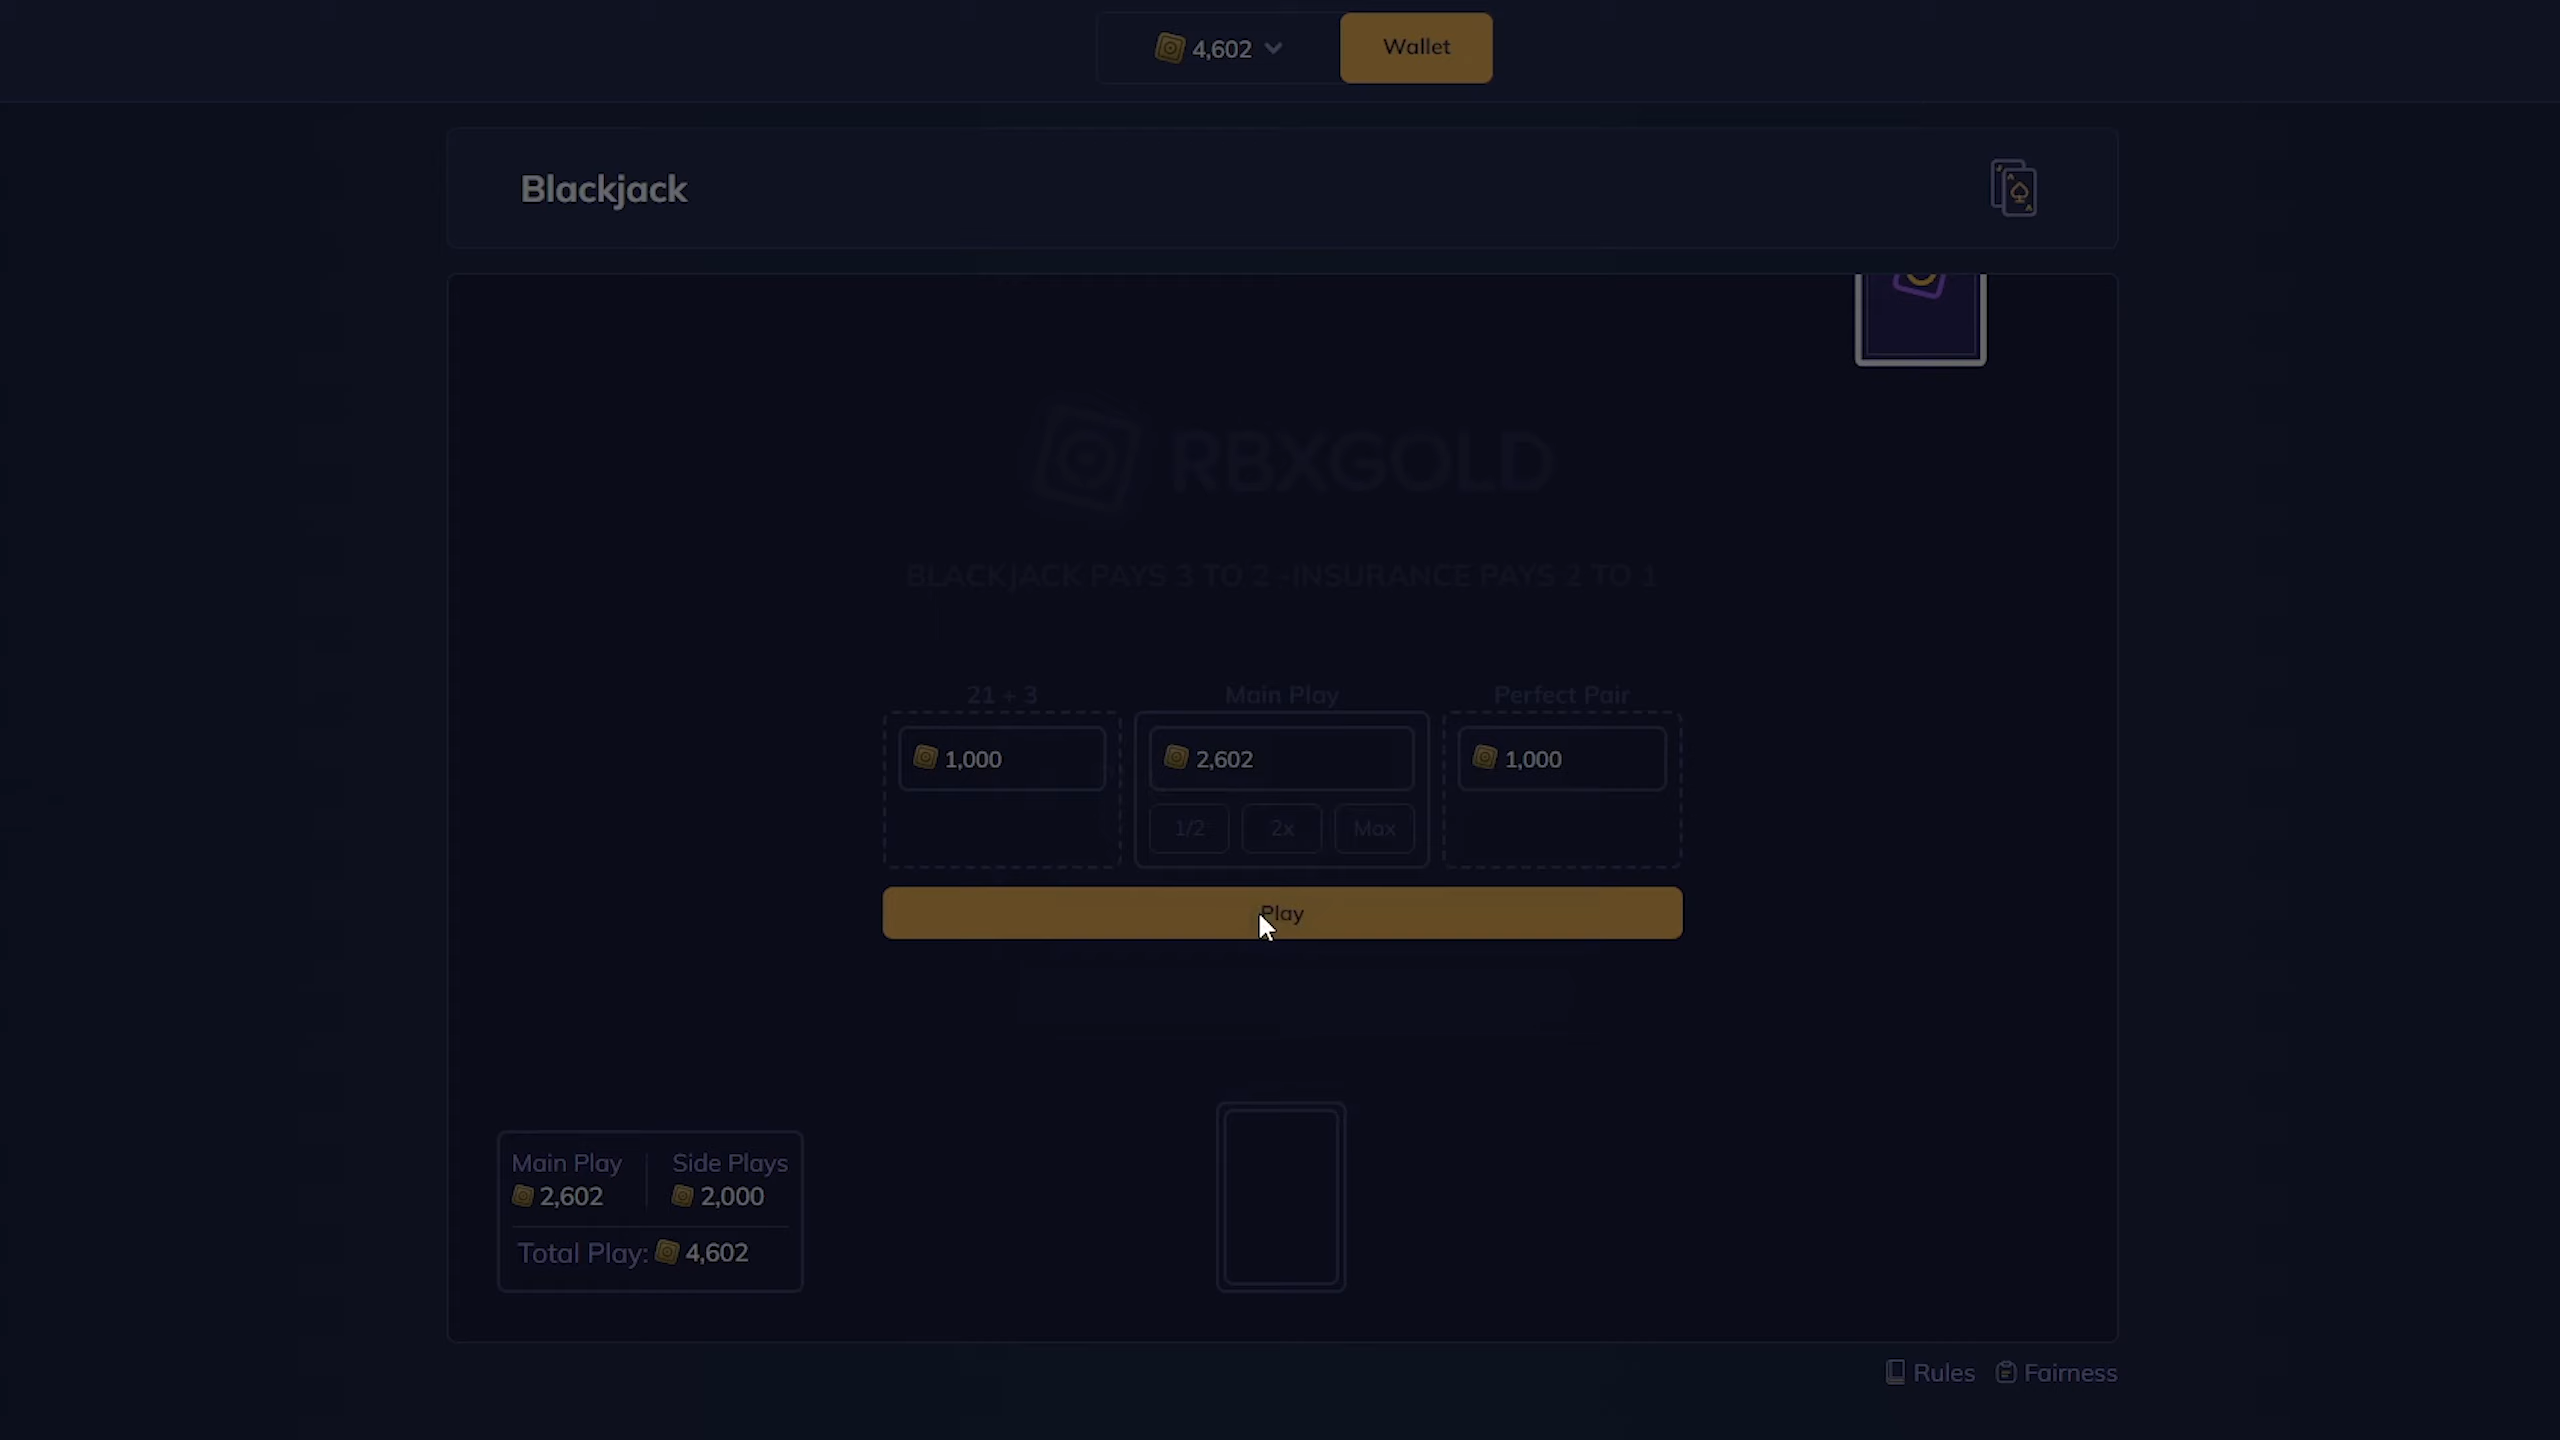 4,602
Wallet
Blackjack
RBXGOLD
BLACKJACK PAYS 3 TO 2 -INSURANCE PAYS 2 TO 1
21 + 3
Main Play
Perfect Pair
1,000
2,602
1,000
1/2
2x
Max
Play
Main Play
Side Plays
2,602
2,000
Total Play: 4,602
Rules
Fairness